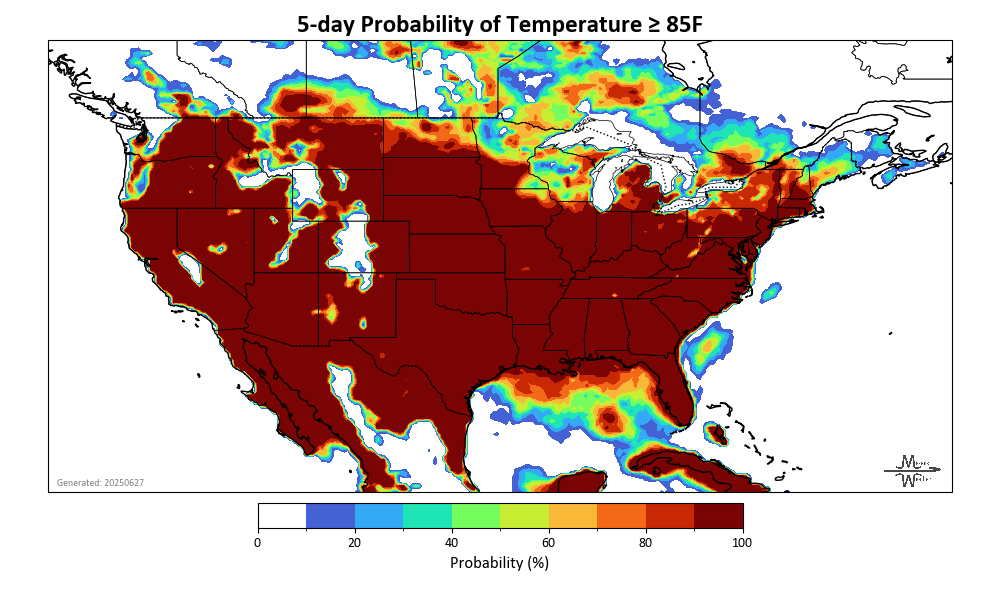 5-day Probability of Temperature ≥ 85F
Generated: 20250627
0 20 40 60 80 100
Probability (%)